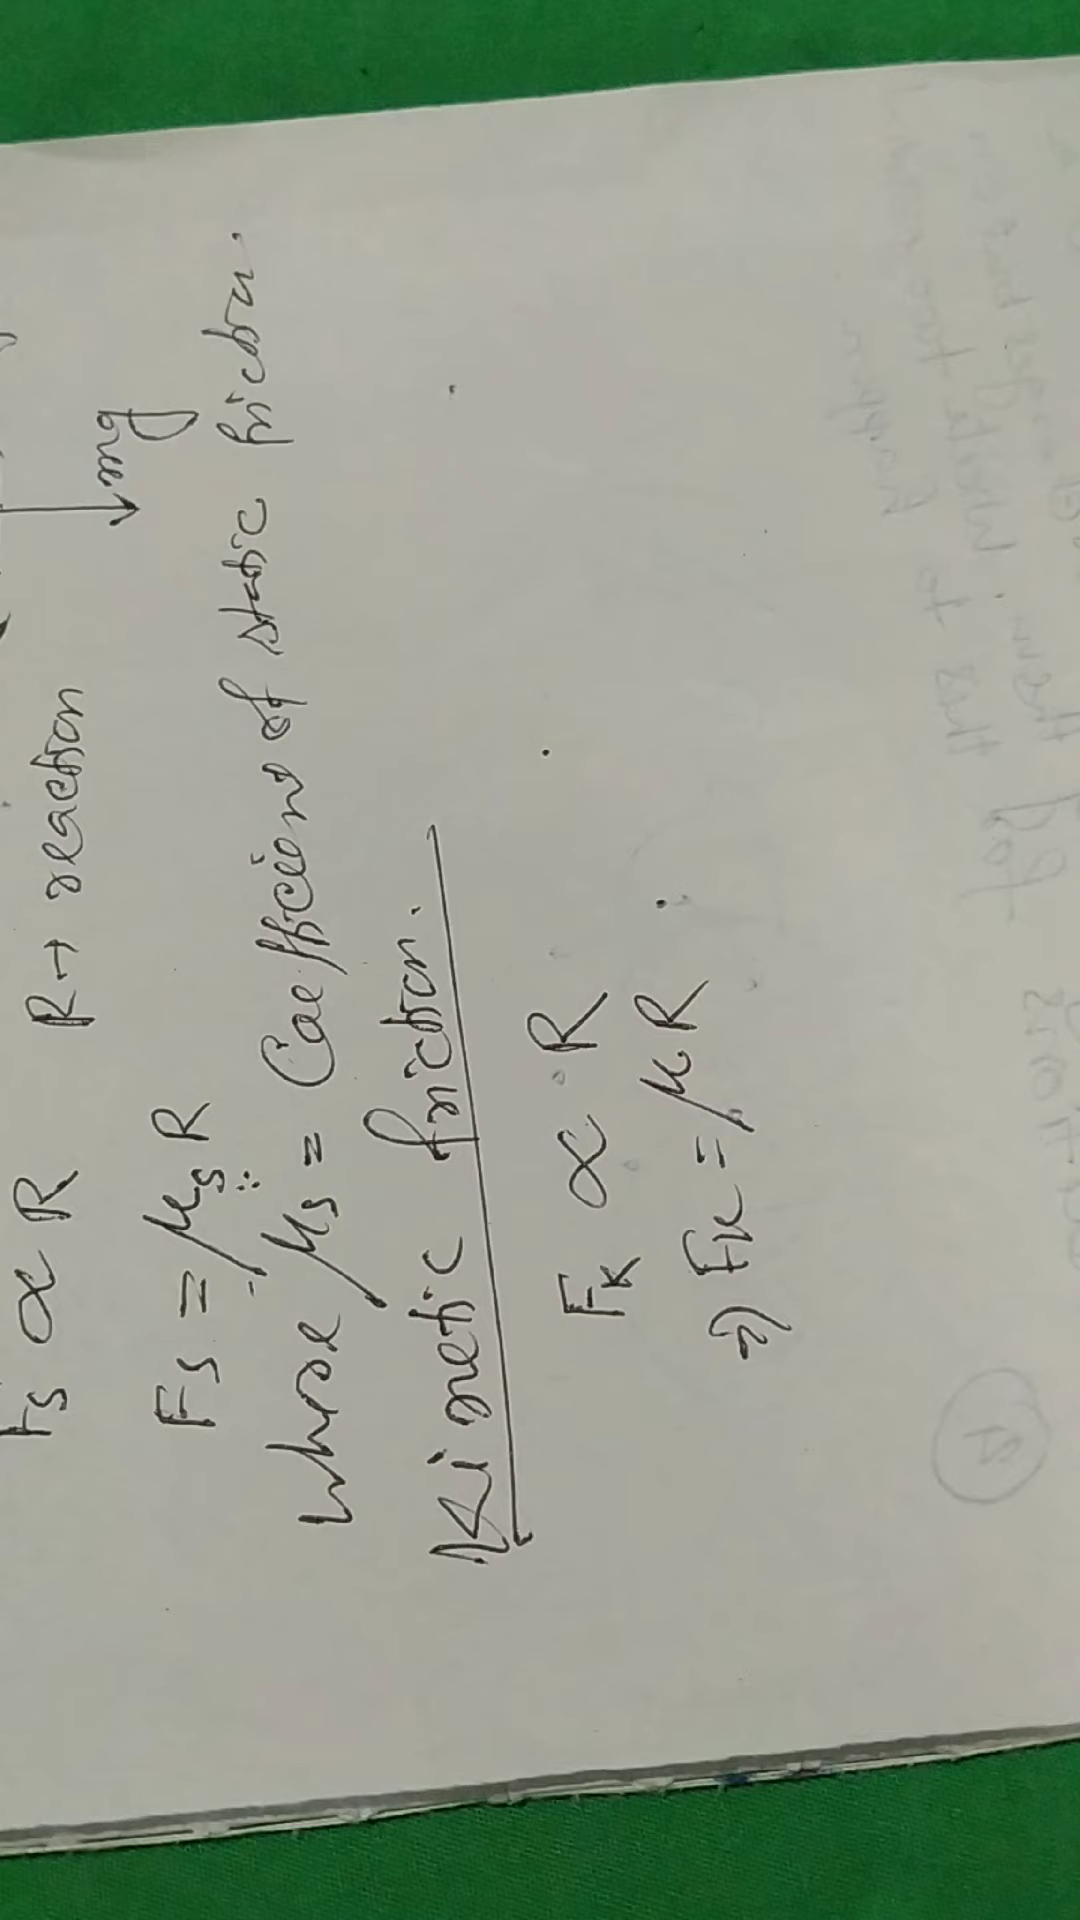 Fs ∝ R R → reaction
↓mg
Fs = μs R
where μs = Coefficient of static friction.
Kinetic friction.
FK ∝ R
⇒ FK = μK R